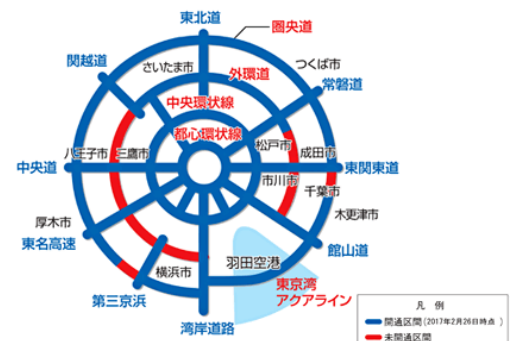 東北道
圏央道
関越道
さいたま市
外環道
つくば市
常磐道
中央環状線
都心環状線
松戸市
成田市
中央道
八王子市
三鷹市
東関東道
市川市
千葉市
木更津市
厚木市
東名高速
館山道
横浜市
羽田空港
第三京浜
東京湾
アクアライン
湾岸道路
凡 例
開通区間(2017年2月26日時点)
未開通区間